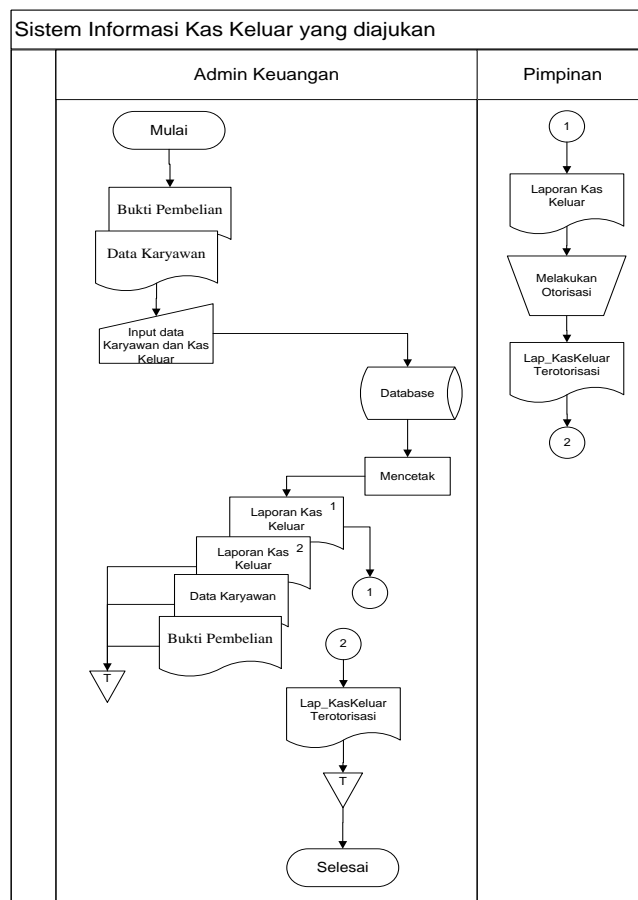 Sistem Informasi Kas Keluar yang diajukan
Admin Keuangan
Pimpinan
Mulai
Bukti Pembelian
Data Karyawan
Input data
Karyawan dan Kas
Keluar
Database
Mencetak
Laporan Kas 1
Keluar
Laporan Kas 2
Keluar
Data Karyawan
Bukti Pembelian
T
1
2
Lap_KasKeluar
Terotorisasi
T
Selesai
1
Laporan Kas
Keluar
Melakukan
Otorisasi
Lap_KasKeluar
Terotorisasi
2